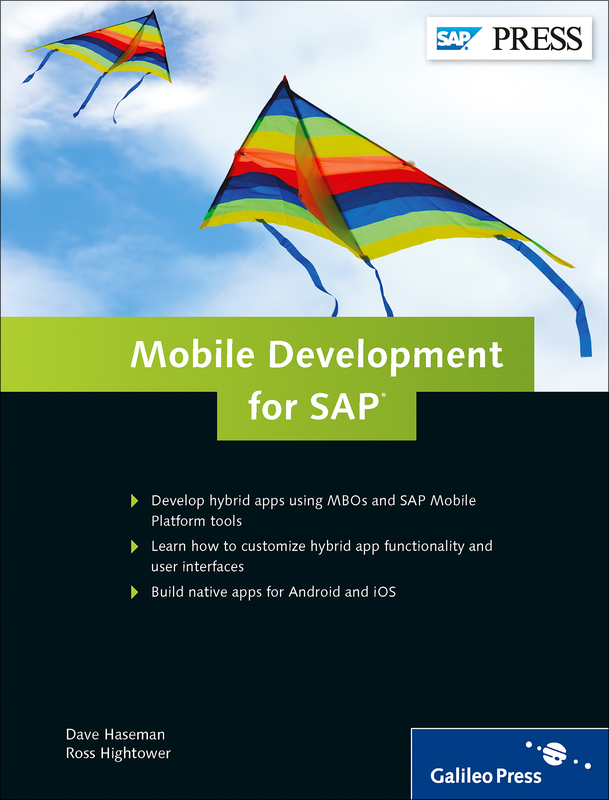 SAP PRESS
Mobile Development
for SAP®
Develop hybrid apps using MBOs and SAP Mobile
Platform tools
Learn how to customize hybrid app functionality and
user interfaces
Build native apps for Android and iOS
Dave Haseman
Ross Hightower
Galileo Press